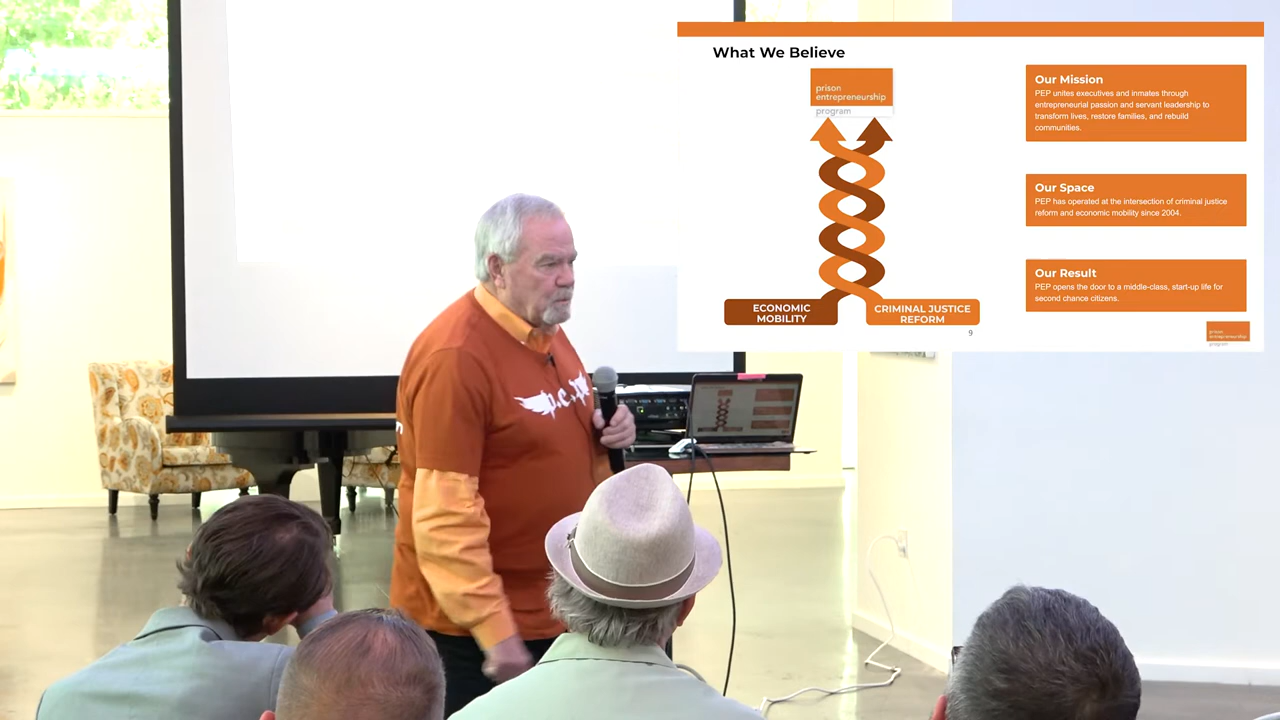 What We Believe
prison
entrepreneurship
program
ECONOMIC
MOBILITY
CRIMINAL JUSTICE
REFORM
Our Mission
PEP unites executives and inmates through
entrepreneurial passion and servant leadership to
transform lives, restore families, and rebuild
communities.
Our Space
PEP has operated at the intersection of criminal justice
reform and economic mobility since 2004.
Our Result
PEP opens the door to a middle-class, start-up life for
second chance citizens.
9
prison
entrepreneurship
program
p.e.p.